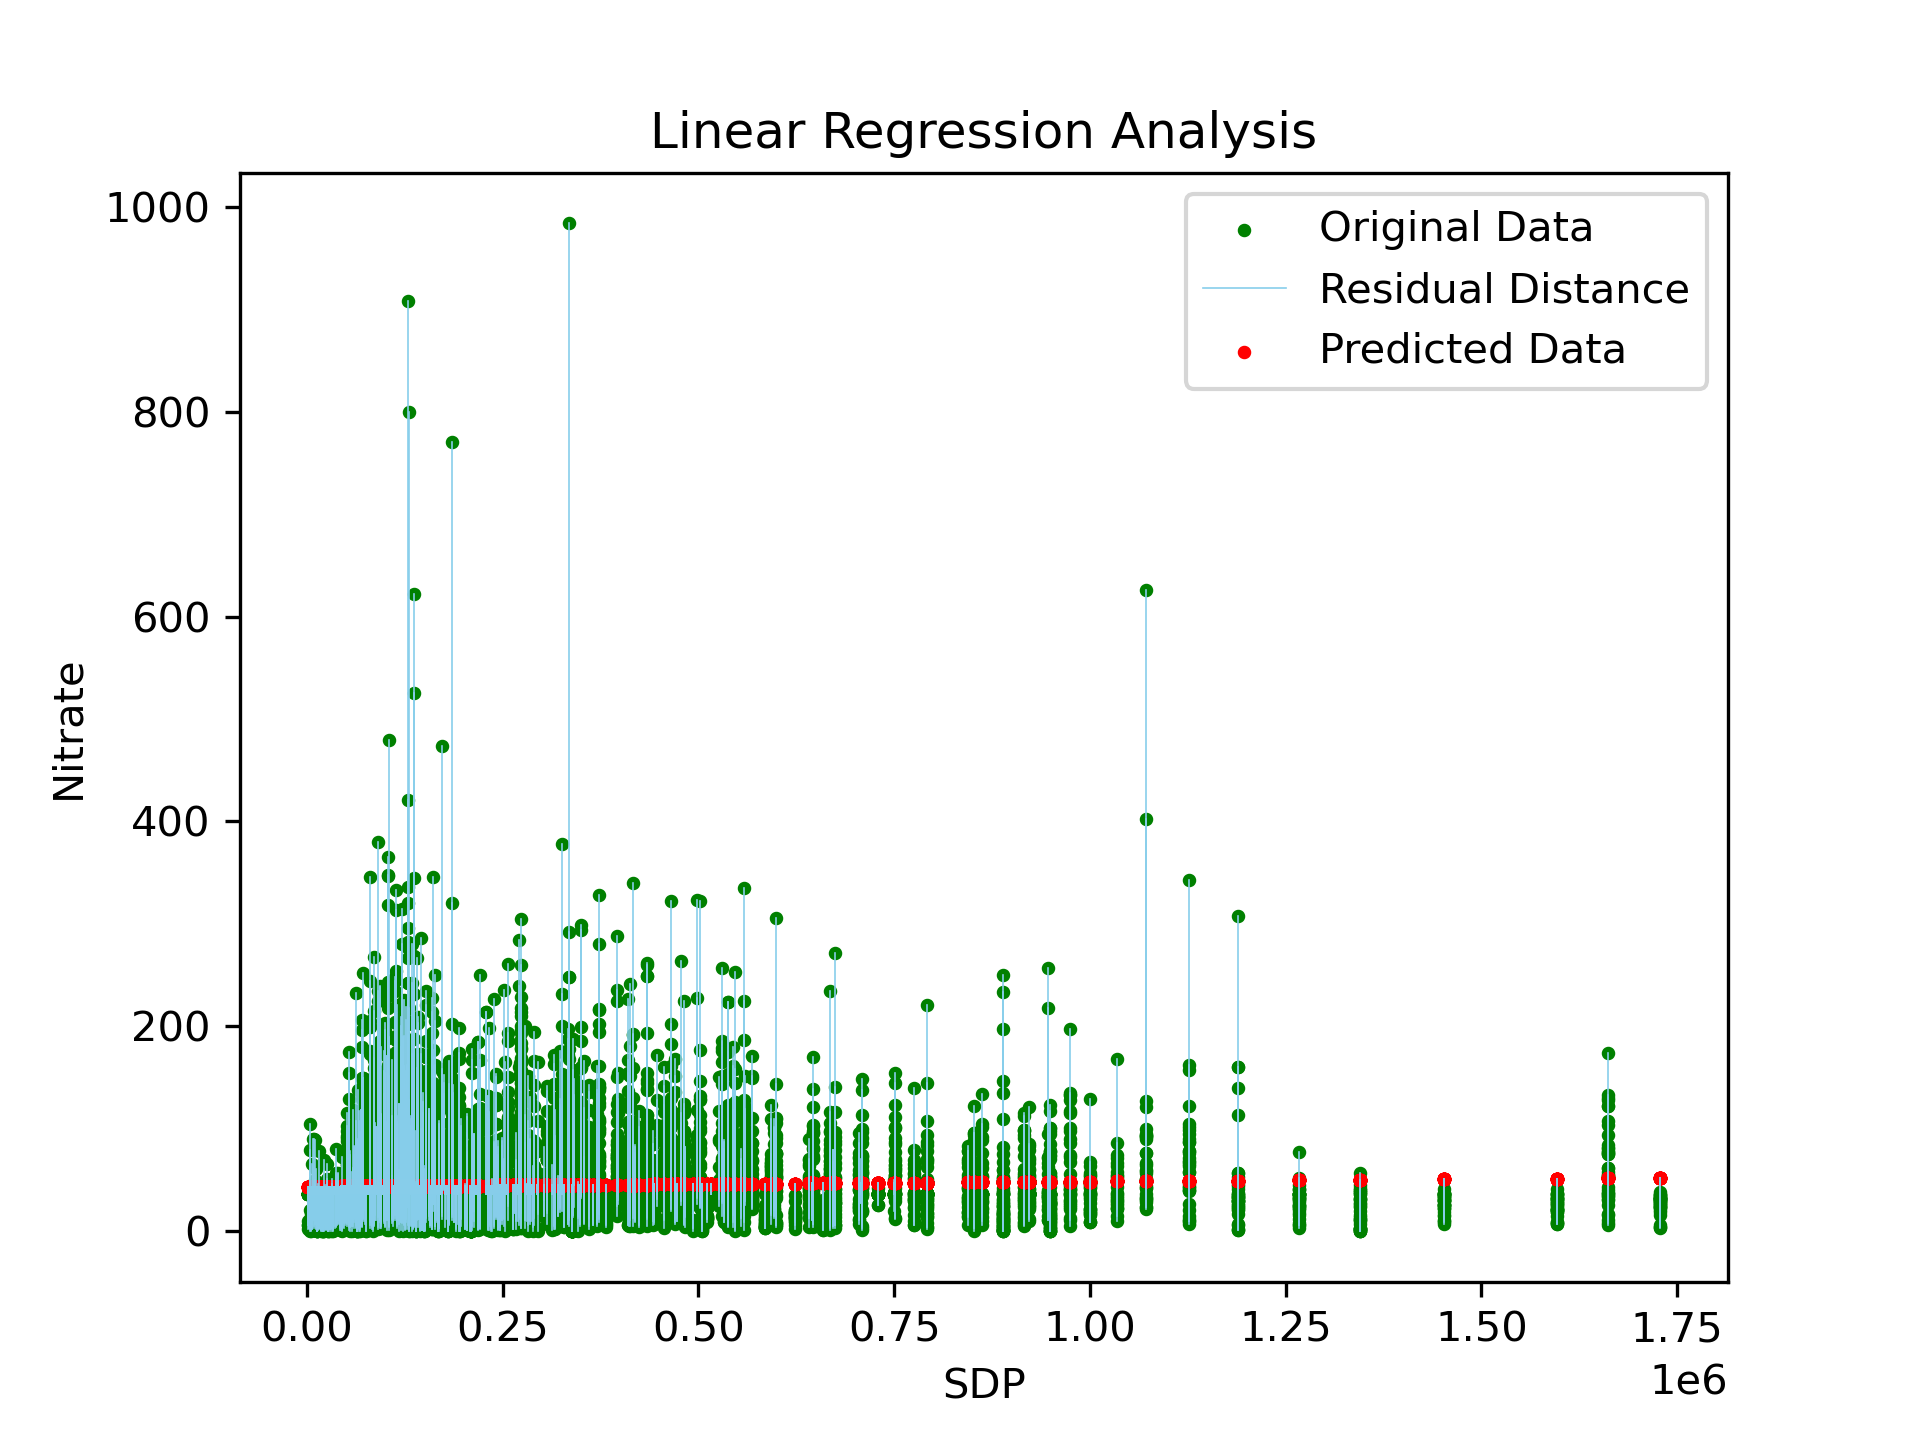 Linear Regression Analysis
Original Data
Residual Distance
Predicted Data
1000
800
600
400
200
0
Nitrate
0.00 0.25 0.50 0.75 1.00 1.25 1.50 1.75
1e6
SDP